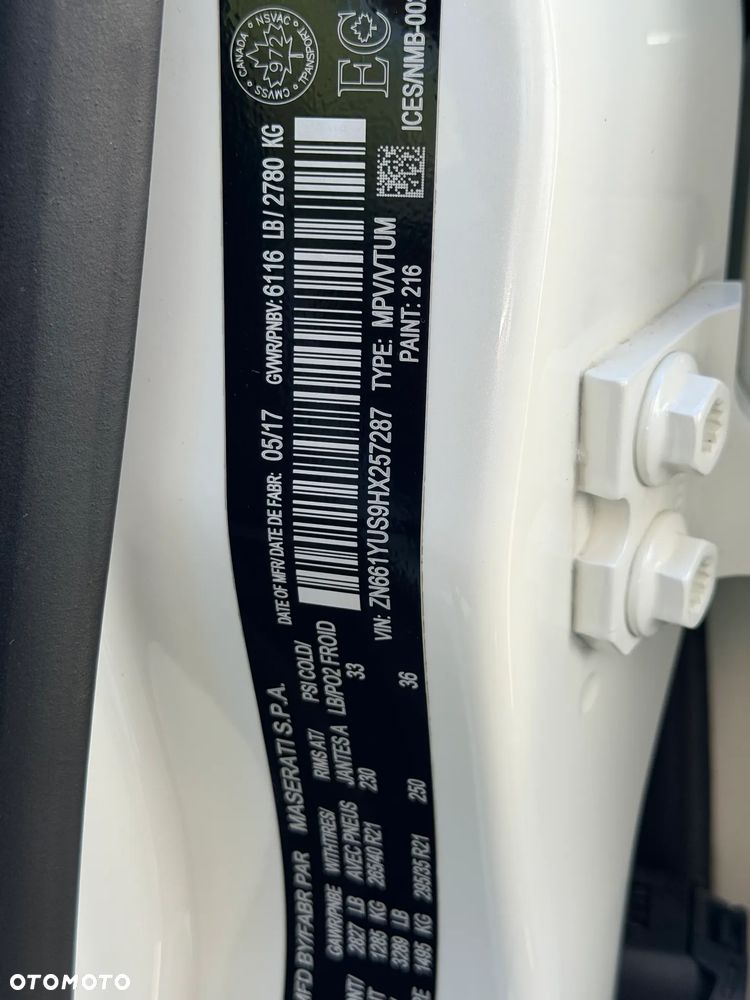 MFD BY/FABR PAR MASERATI S.P.A. DATE OF MFR/DATE DE FABR: 05/17 GVWR/PNBV: 6116 LB/ 2780 KG
CANADA
NSVAC
TRANSPORT
CMVSS
972
GAWR/PNBE WITH/TIRES/ RIMS AT/ PSI COLD/
AVEC PNEUS JANTES A LB/PO2 FROID
2827 LB
1285 KG 265/40 R21 230 33
3289 LB
1495 KG 295/35 R21 250 36
VIN: ZN661YUS9HX257287 TYPE: MPV/VTUM
PAINT: 216
EC
ICES/NMB-002
OTOMOTO